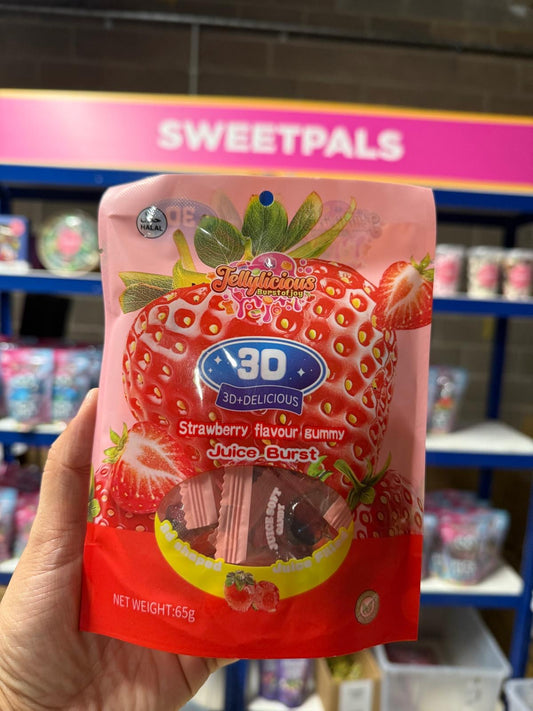 SWEETPALS
HALAL
Jellylicious
Burst of joy
3D
3D+DELICIOUS
Strawberry flavour gummy
Juice Burst
NET WEIGHT:65g